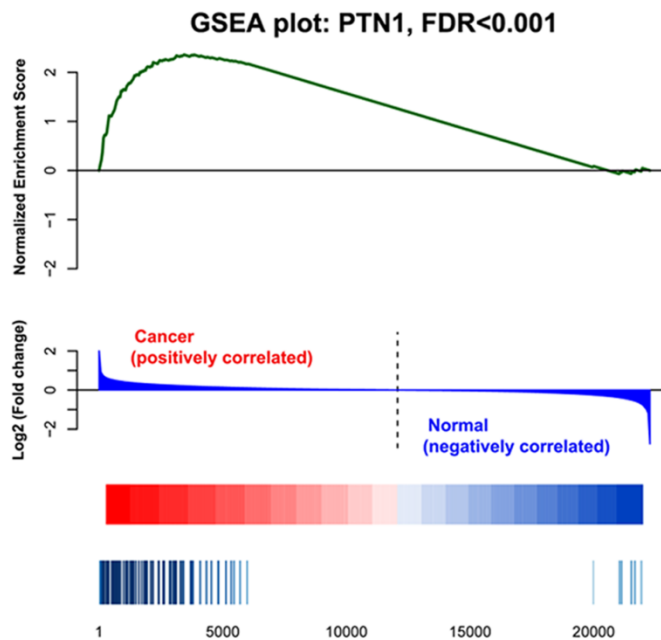 GSEA plot: PTN1, FDR<0.001
Normalized Enrichment Score
2
1
0
−1
−2
Log2 (Fold change)
2
0
−2
Cancer
(positively correlated)
Normal
(negatively correlated)
1 5000 10000 15000 20000